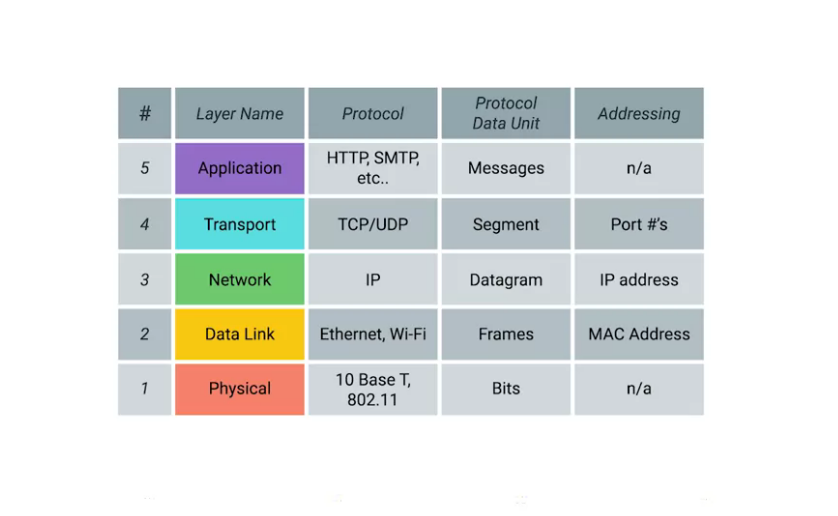 # Layer Name Protocol Protocol Data Unit Addressing
5 Application HTTP, SMTP, etc.. Messages n/a
4 Transport TCP/UDP Segment Port #'s
3 Network IP Datagram IP address
2 Data Link Ethernet, Wi-Fi Frames MAC Address
1 Physical 10 Base T, 802.11 Bits n/a